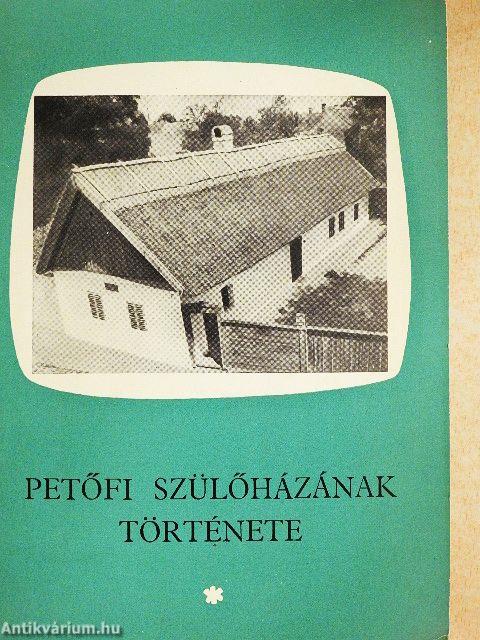 PETŐFI SZÜLŐHÁZÁNAK
TÖRTÉNETE
Antikvárium.hu